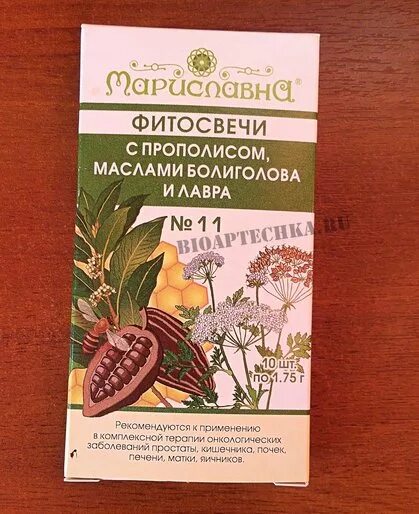 Мариславна®
ФИТОСВЕЧИ
С ПРОПОЛИСОМ,
МАСЛАМИ БОЛИГОЛОВА
И ЛАВРА
№ 11
BIOAPTECHKA.RU
10 шт.
по 1.75 г
Рекомендуются к применению
в комплексной терапии онкологических
заболеваний простаты, кишечника, почек,
печени, матки, яичников.